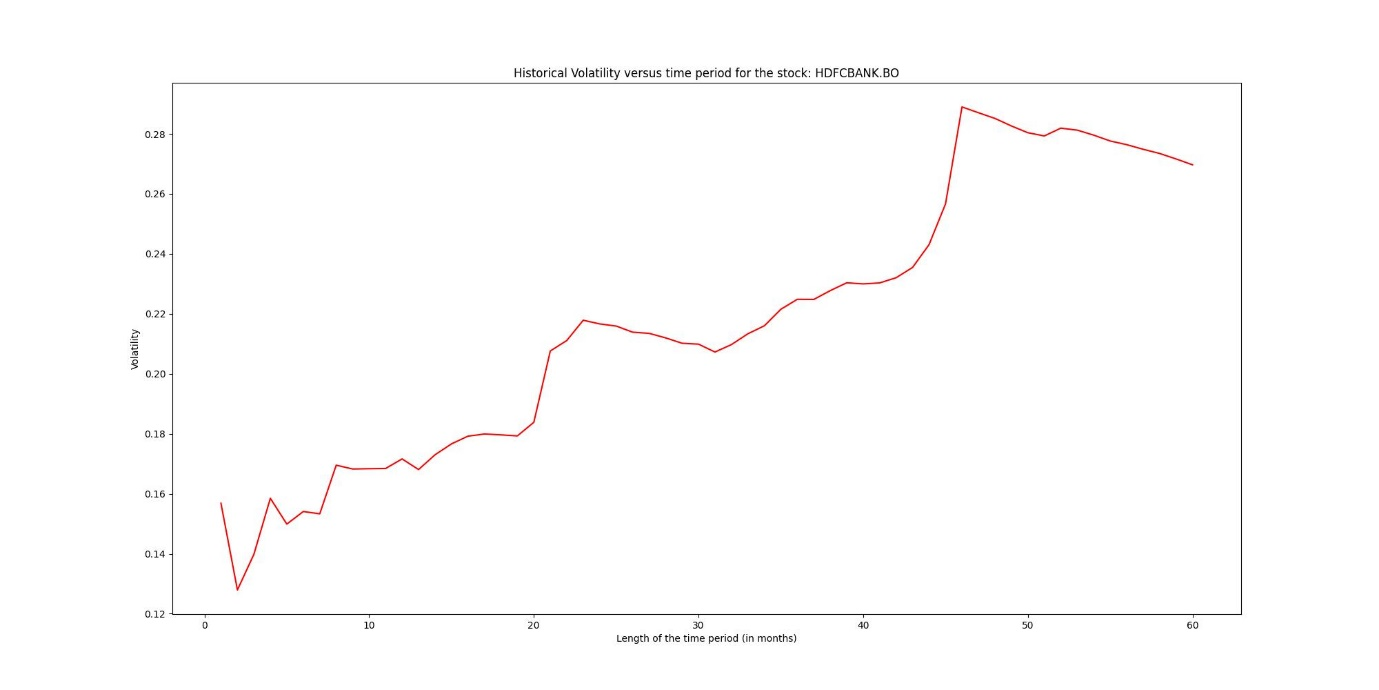 Historical Volatility versus time period for the stock: HDFCBANK.BO
0.28
0.26
0.24
0.22
0.20
0.18
0.16
0.14
0.12
Volatility
0 10 20 30 40 50 60
Length of the time period (in months)